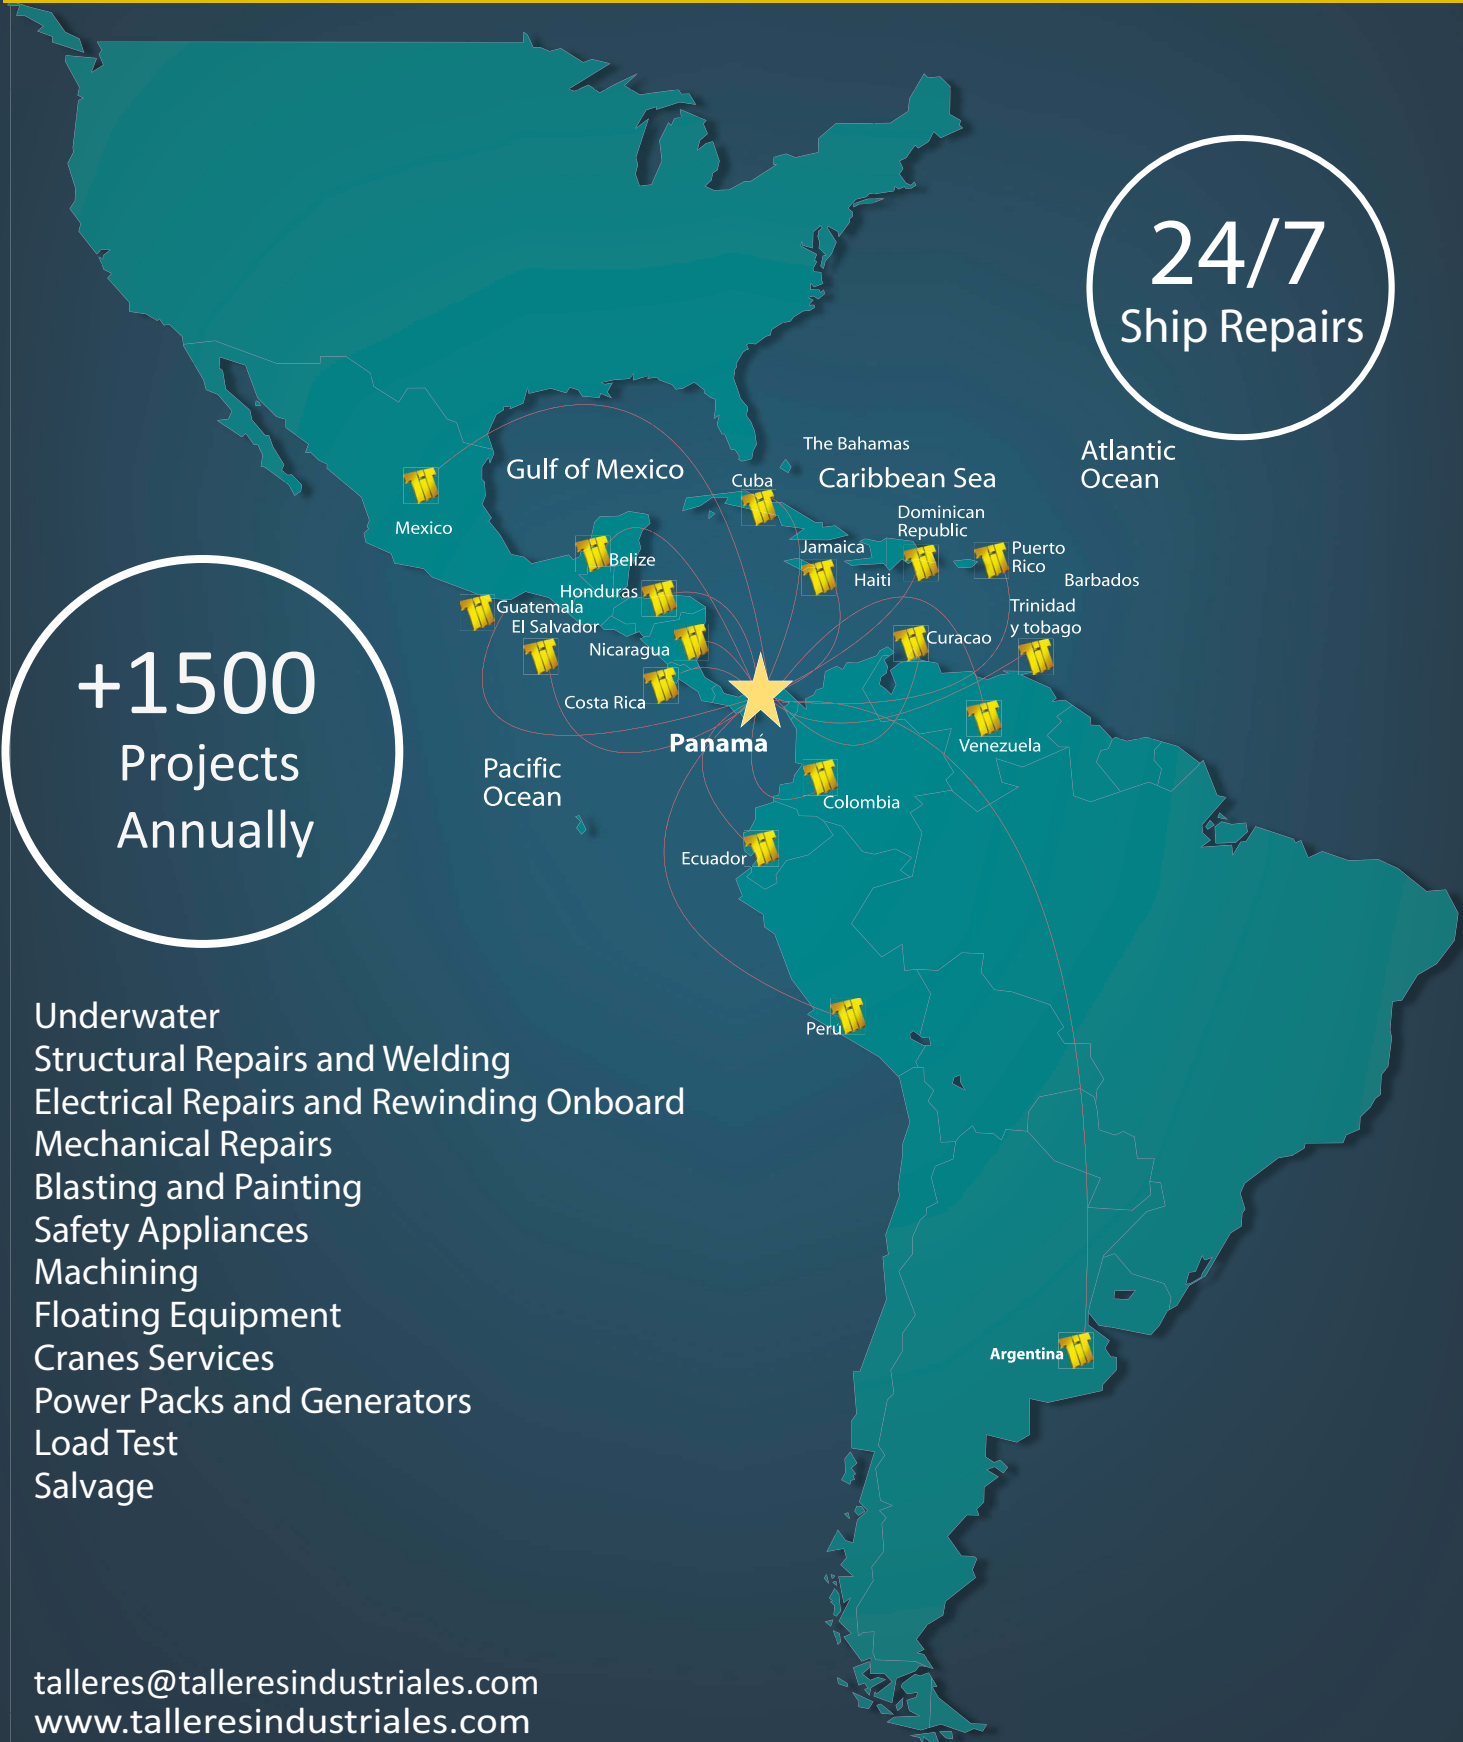 24/7
Ship Repairs
The Bahamas
Atlantic
Ocean
Gulf of Mexico
Caribbean Sea
Cuba
Dominican
Republic
Mexico
Jamaica
Puerto
Rico
Belize
Haiti
Barbados
Honduras
Guatemala
Trinidad
y tobago
El Salvador
Curacao
Nicaragua
Costa Rica
+1500
Projects
Annually
Panamá
Venezuela
Pacific
Ocean
Colombia
Ecuador
Peru
Underwater
Structural Repairs and Welding
Electrical Repairs and Rewinding Onboard
Mechanical Repairs
Blasting and Painting
Safety Appliances
Machining
Floating Equipment
Cranes Services
Power Packs and Generators
Load Test
Salvage
Argentina
talleres@talleresindustriales.com
www.talleresindustriales.com